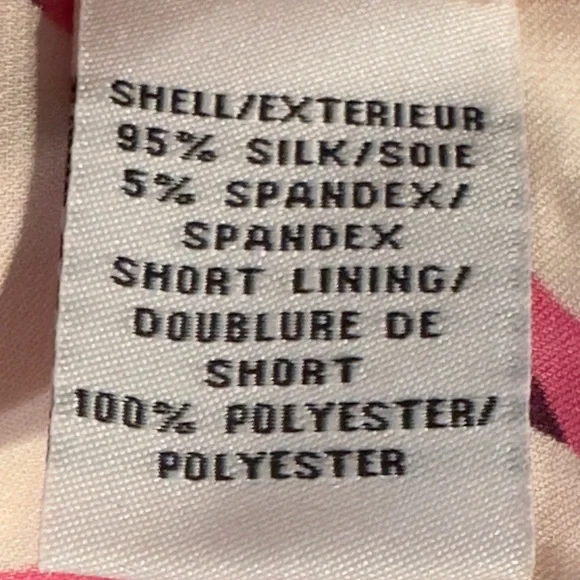 SHELL/EXTERIEUR
95% SILK/SOIE
5% SPANDEX/
SPANDEX
SHORT LINING/
DOUBLURE DE
SHORT
100% POLYESTER/
POLYESTER